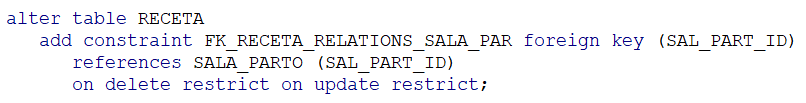 alter table RECETA
add constraint FK_RECETA_RELATIONS_SALA_PAR foreign key (SAL_PART_ID)
references SALA_PARTO (SAL_PART_ID)
on delete restrict on update restrict;